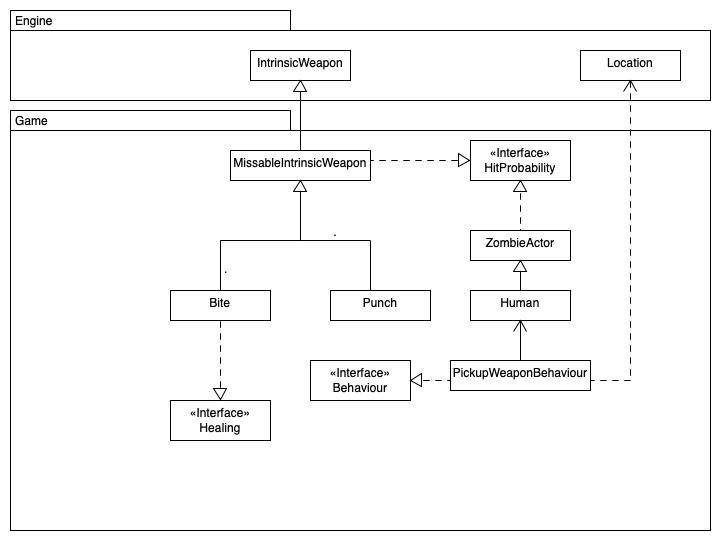 Engine
IntrinsicWeapon
Location
Game
MissableIntrinsicWeapon
«Interface»
HitProbability
.
ZombieActor
.
Bite
Punch
Human
«Interface»
Behaviour
PickupWeaponBehaviour
«Interface»
Healing